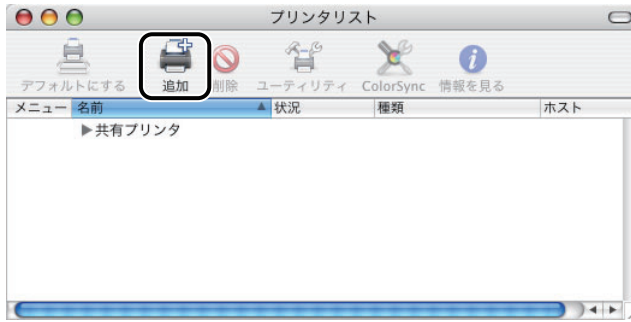 プリンタリスト
デフォルトにする 追加 削除 ユーティリティ ColorSync 情報を見る
メニュー 名前 状況 種類 ホスト
▶共有プリンタ